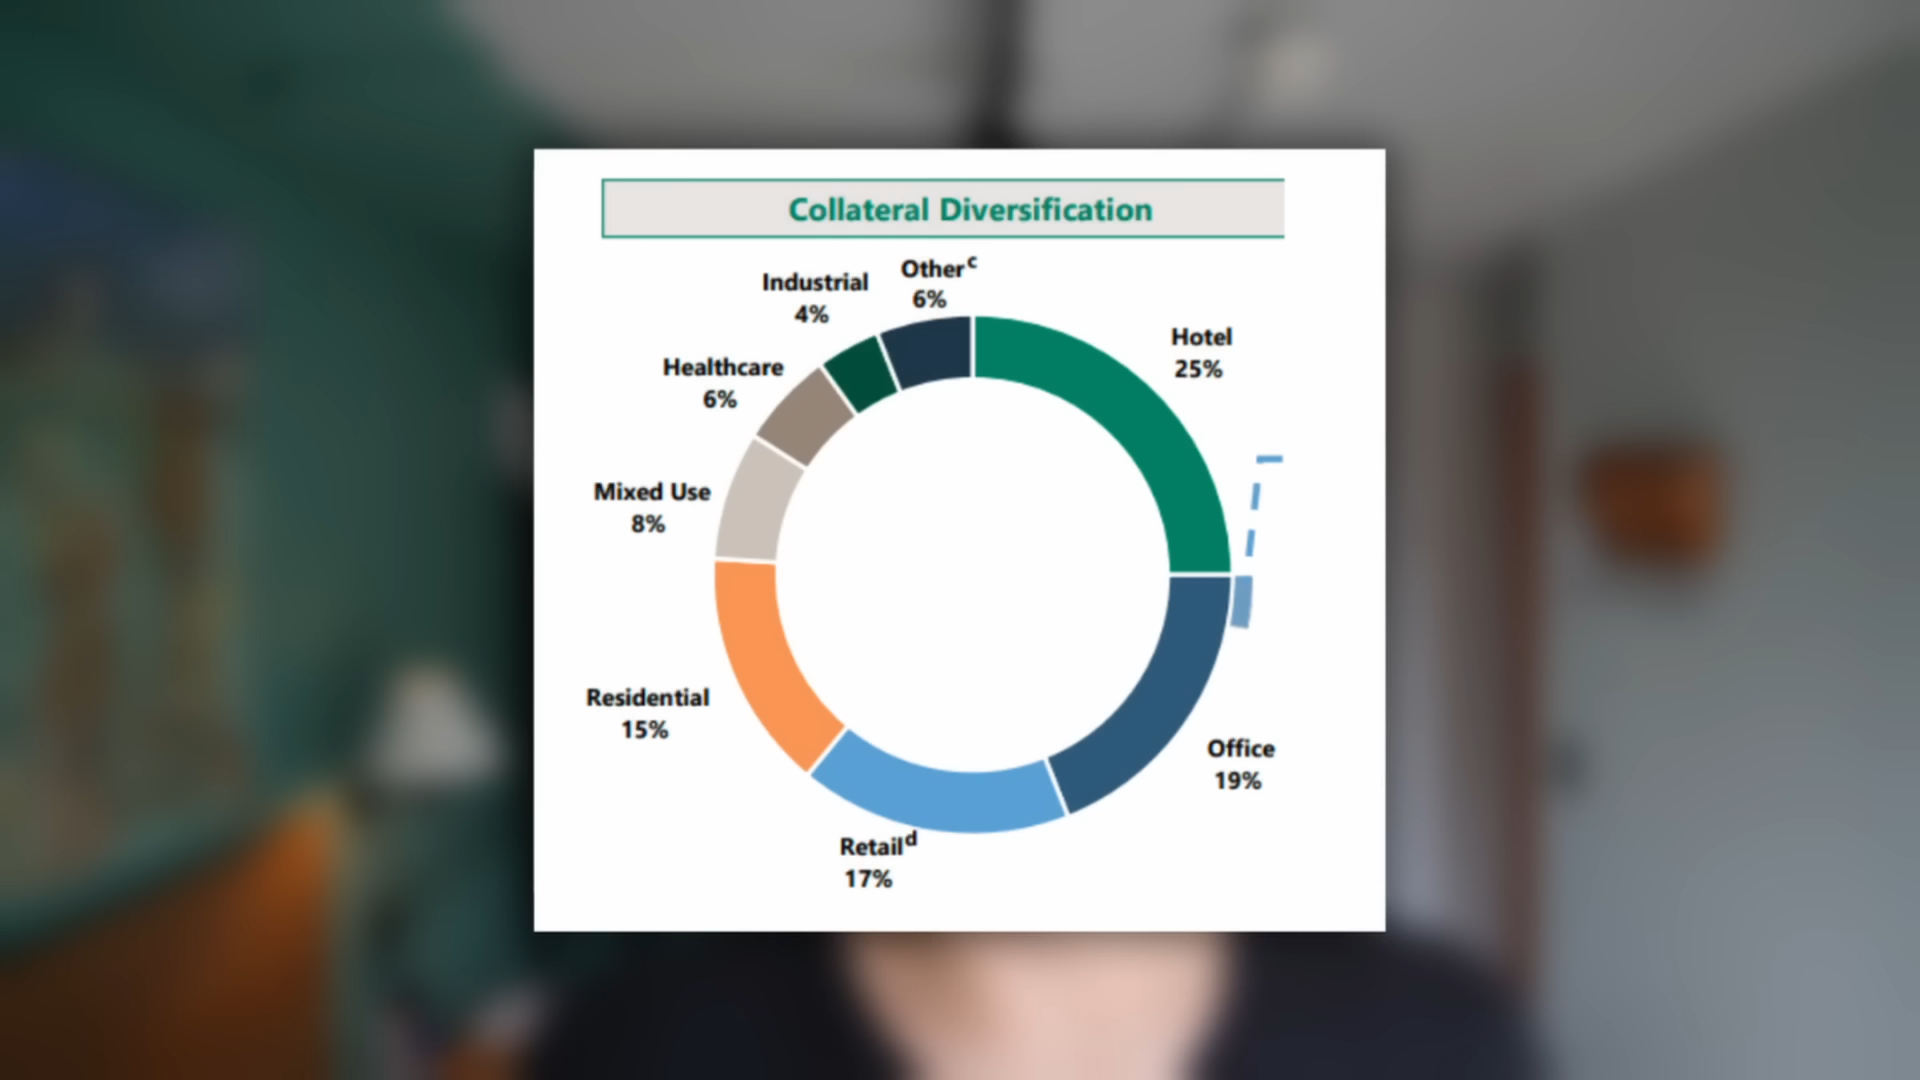 Collateral Diversification
Other c
6%
Industrial
4%
Hotel
25%
Healthcare
6%
Mixed Use
8%
Residential
15%
Office
19%
Retail d
17%